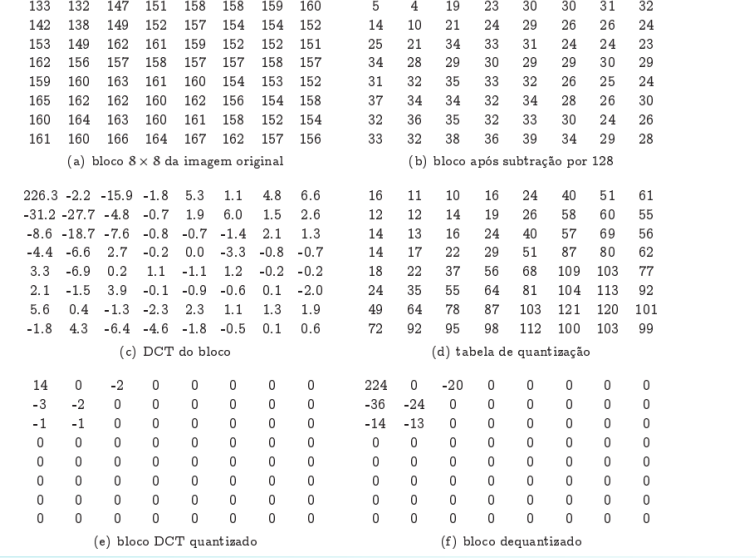 133 132 147 151 158 158 159 160 5 4 19 23 30 30 31 32
142 138 149 152 157 154 154 152 14 10 21 24 29 26 26 24
153 149 162 161 159 152 152 151 25 21 34 33 31 24 24 23
162 156 157 158 157 157 158 157 34 28 29 30 29 29 30 29
159 160 163 161 160 154 153 152 31 32 35 33 32 26 25 24
165 162 162 160 162 156 154 158 37 34 34 32 34 28 26 30
160 164 163 160 161 158 152 154 32 36 35 32 33 30 24 26
161 160 166 164 167 162 157 156 33 32 38 36 39 34 29 28
(a) bloco 8 × 8 da imagem original (b) bloco após subtração por 128
226.3 -2.2 -15.9 -1.8 5.3 1.1 4.8 6.6 16 11 10 16 24 40 51 61
-31.2 -27.7 -4.8 -0.7 1.9 6.0 1.5 2.6 12 12 14 19 26 58 60 55
-8.6 -18.7 -7.6 -0.8 -0.7 -1.4 2.1 1.3 14 13 16 24 40 57 69 56
-4.4 -6.6 2.7 -0.2 0.0 -3.3 -0.8 -0.7 14 17 22 29 51 87 80 62
3.3 -6.9 0.2 1.1 -1.1 1.2 -0.2 -0.2 18 22 37 56 68 109 103 77
2.1 -1.5 3.9 -0.1 -0.9 -0.6 0.1 -2.0 24 35 55 64 81 104 113 92
5.6 0.4 -1.3 -2.3 2.3 1.1 1.3 1.9 49 64 78 87 103 121 120 101
-1.8 4.3 -6.4 -4.6 -1.8 -0.5 0.1 0.6 72 92 95 98 112 100 103 99
(c) DCT do bloco (d) tabela de quantização
14 0 -2 0 0 0 0 0 224 0 -20 0 0 0 0 0
-3 -2 0 0 0 0 0 0 -36 -24 0 0 0 0 0 0
-1 -1 0 0 0 0 0 0 -14 -13 0 0 0 0 0 0
0 0 0 0 0 0 0 0 0 0 0 0 0 0 0 0
0 0 0 0 0 0 0 0 0 0 0 0 0 0 0 0
0 0 0 0 0 0 0 0 0 0 0 0 0 0 0 0
0 0 0 0 0 0 0 0 0 0 0 0 0 0 0 0
0 0 0 0 0 0 0 0 0 0 0 0 0 0 0 0
(e) bloco DCT quantizado (f) bloco dequantizado